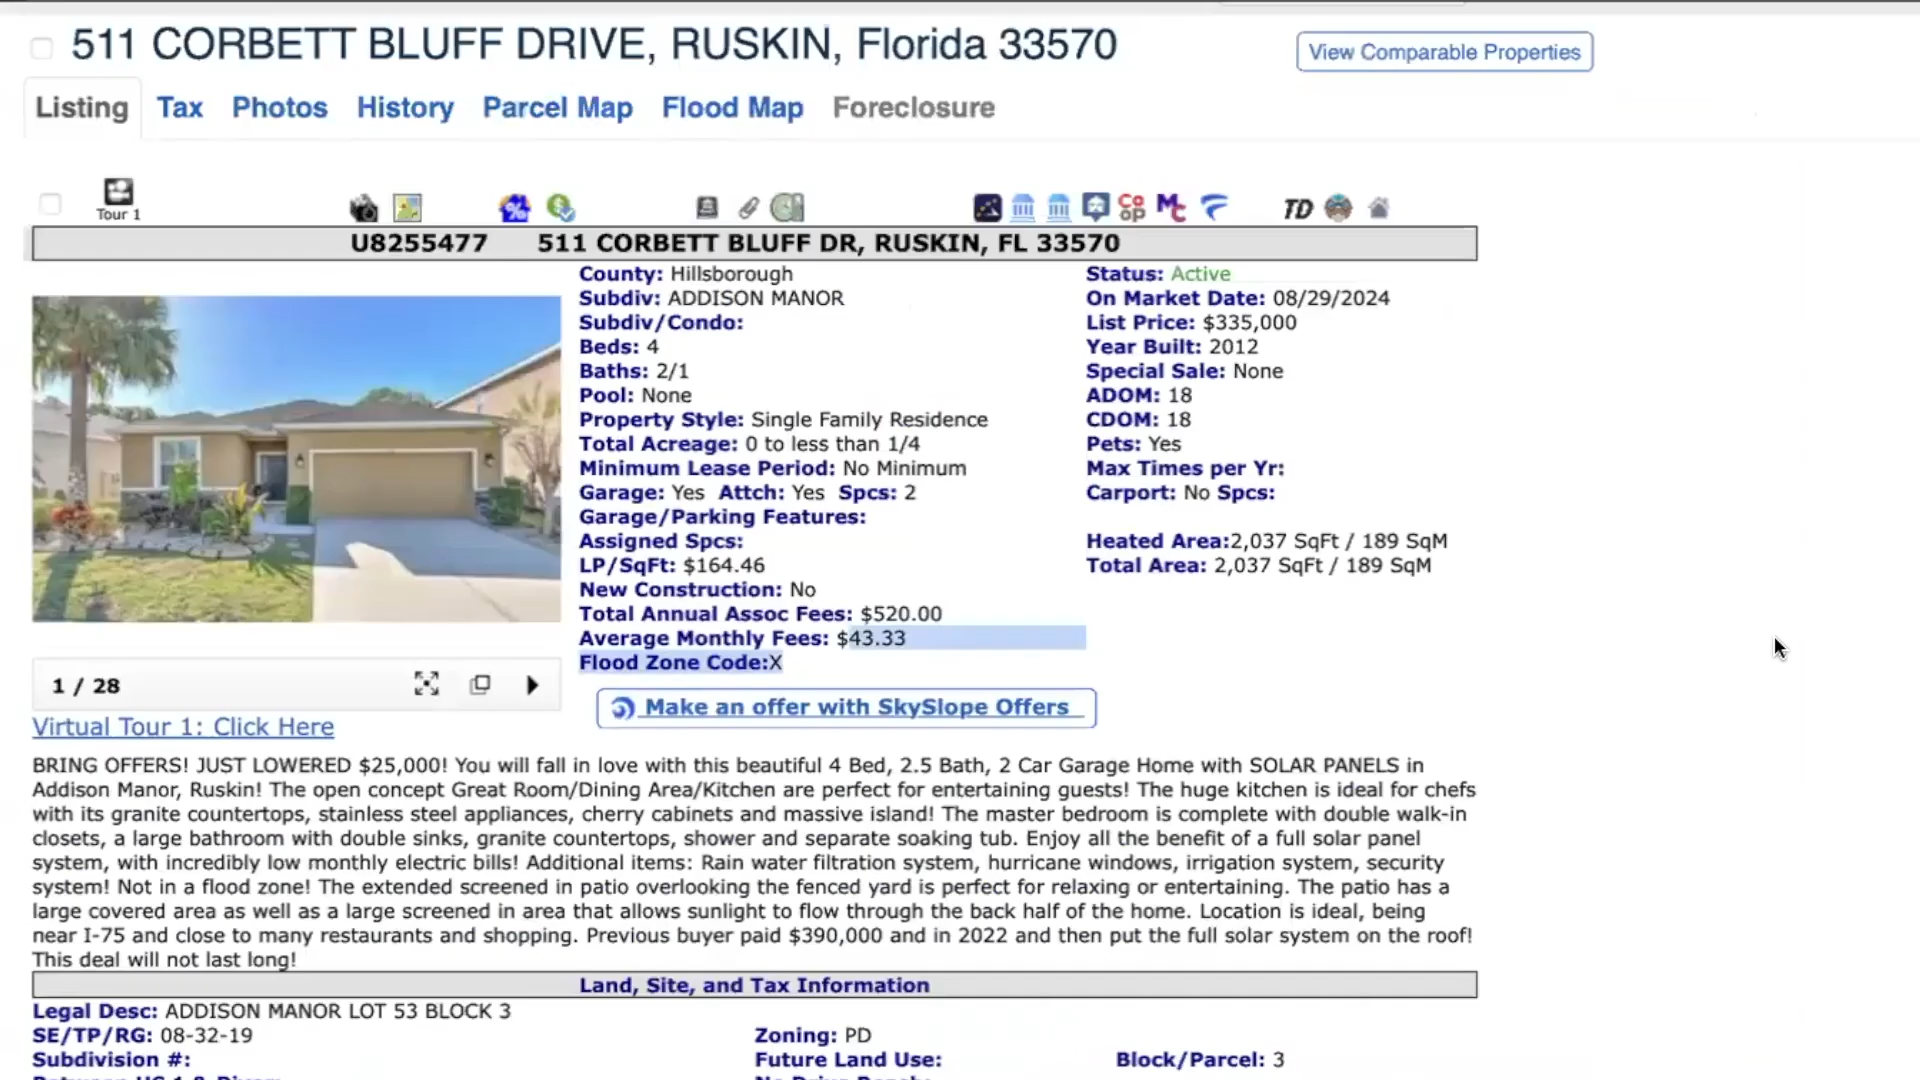 511 CORBETT BLUFF DRIVE, RUSKIN, Florida 33570
View Comparable Properties
Listing Tax Photos History Parcel Map Flood Map Foreclosure
Tour 1
Co
op
MC
TD
U8255477 511 CORBETT BLUFF DR, RUSKIN, FL 33570
County: Hillsborough
Subdiv: ADDISON MANOR
Subdiv/Condo:
Beds: 4
Baths: 2/1
Pool: None
Property Style: Single Family Residence
Total Acreage: 0 to less than 1/4
Minimum Lease Period: No Minimum
Garage: Yes Attch: Yes Spcs: 2
Garage/Parking Features:
Assigned Spcs:
LP/SqFt: $164.46
New Construction: No
Total Annual Assoc Fees: $520.00
Average Monthly Fees: $43.33
Flood Zone Code:X
Status: Active
On Market Date: 08/29/2024
List Price: $335,000
Year Built: 2012
Special Sale: None
ADOM: 18
CDOM: 18
Pets: Yes
Max Times per Yr:
Carport: No Spcs:
Heated Area:2,037 SqFt / 189 SqM
Total Area: 2,037 SqFt / 189 SqM
1 / 28
Make an offer with SkySlope Offers
Virtual Tour 1: Click Here
BRING OFFERS! JUST LOWERED $25,000! You will fall in love with this beautiful 4 Bed, 2.5 Bath, 2 Car Garage Home with SOLAR PANELS in
Addison Manor, Ruskin! The open concept Great Room/Dining Area/Kitchen are perfect for entertaining guests! The huge kitchen is ideal for chefs
with its granite countertops, stainless steel appliances, cherry cabinets and massive island! The master bedroom is complete with double walk-in
closets, a large bathroom with double sinks, granite countertops, shower and separate soaking tub. Enjoy all the benefit of a full solar panel
system, with incredibly low monthly electric bills! Additional items: Rain water filtration system, hurricane windows, irrigation system, security
system! Not in a flood zone! The extended screened in patio overlooking the fenced yard is perfect for relaxing or entertaining. The patio has a
large covered area as well as a large screened in area that allows sunlight to flow through the back half of the home. Location is ideal, being
near I-75 and close to many restaurants and shopping. Previous buyer paid $390,000 and in 2022 and then put the full solar system on the roof!
This deal will not last long!
Land, Site, and Tax Information
Legal Desc: ADDISON MANOR LOT 53 BLOCK 3
SE/TP/RG: 08-32-19
Subdivision #:
Zoning: PD
Future Land Use:
Block/Parcel: 3